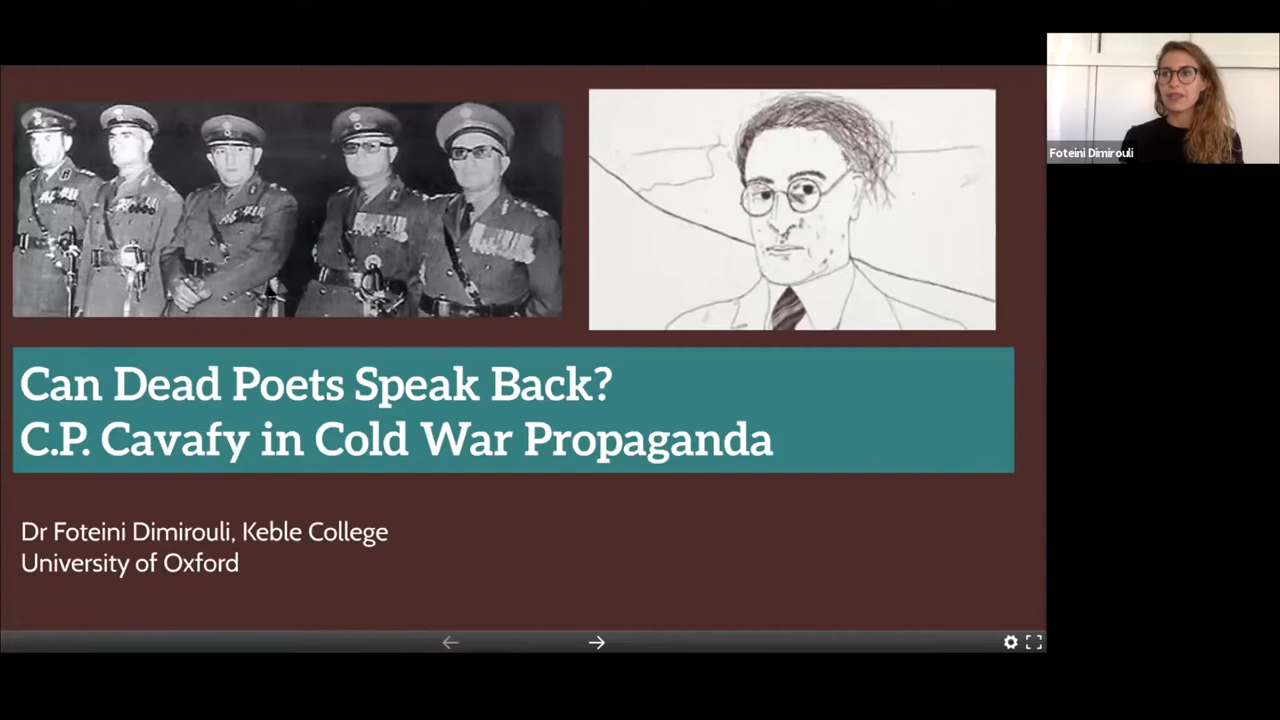 Can Dead Poets Speak Back?
C.P. Cavafy in Cold War Propaganda
Dr Foteini Dimirouli, Keble College
University of Oxford
Foteini Dimirouli